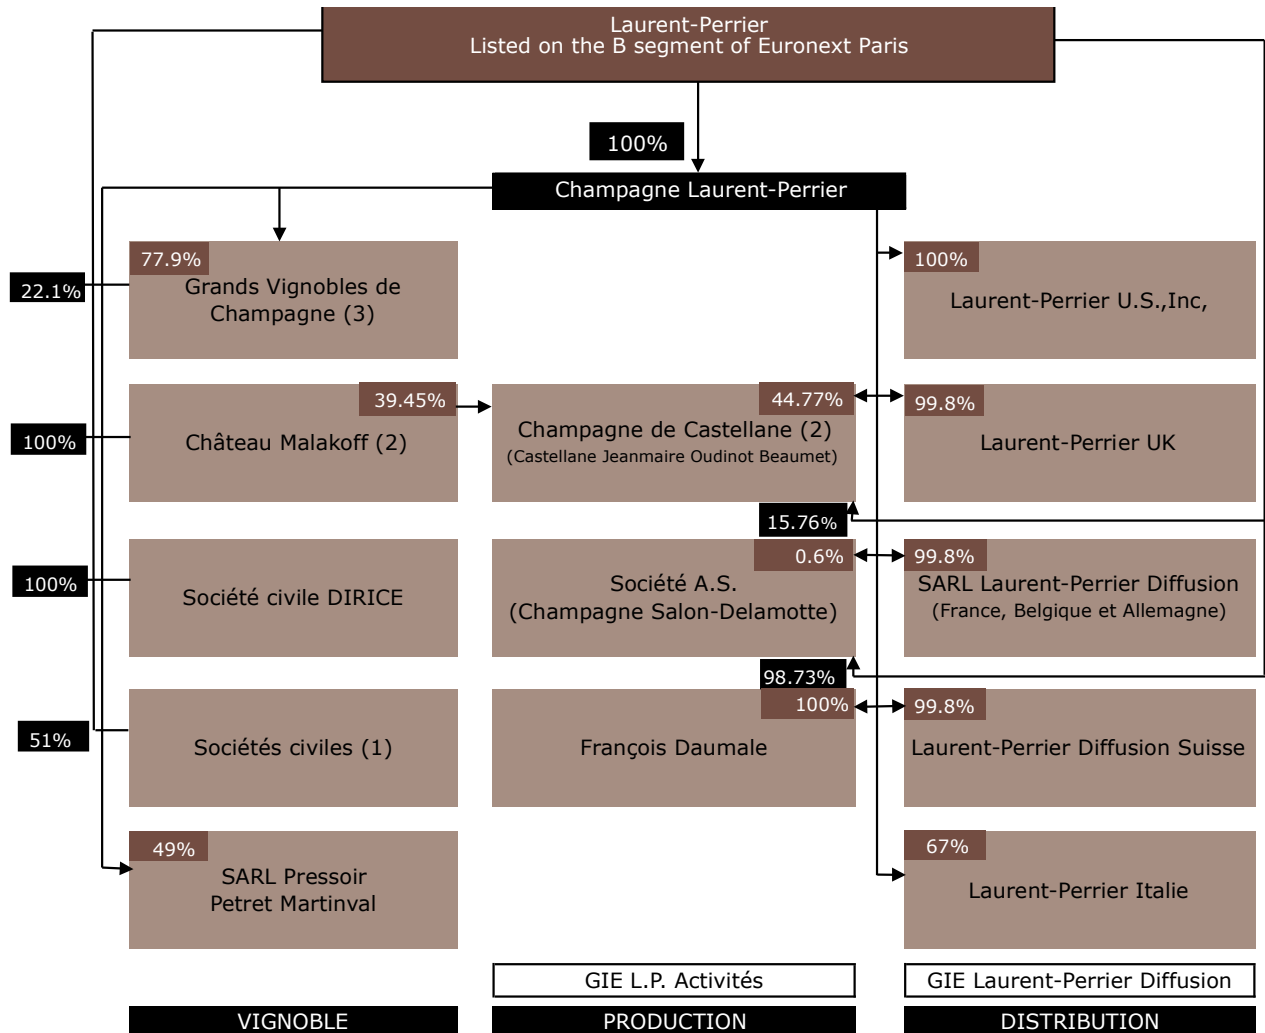 Laurent-Perrier
Listed on the B segment of Euronext Paris
100%
Champagne Laurent-Perrier
77.9%
22.1%
Grands Vignobles de
Champagne (3)
100%
Laurent-Perrier U.S.,Inc,
39.45%
100%
Château Malakoff (2)
44.77%
Champagne de Castellane (2)
(Castellane Jeanmaire Oudinot Beaumet)
99.8%
Laurent-Perrier UK
15.76%
100%
Société civile DIRICE
0.6%
Société A.S.
(Champagne Salon-Delamotte)
99.8%
SARL Laurent-Perrier Diffusion
(France, Belgique et Allemagne)
98.73%
51%
Sociétés civiles (1)
100%
François Daumale
99.8%
Laurent-Perrier Diffusion Suisse
49%
SARL Pressoir
Petret Martinval
67%
Laurent-Perrier Italie
GIE L.P. Activités
GIE Laurent-Perrier Diffusion
VIGNOBLE
PRODUCTION
DISTRIBUTION